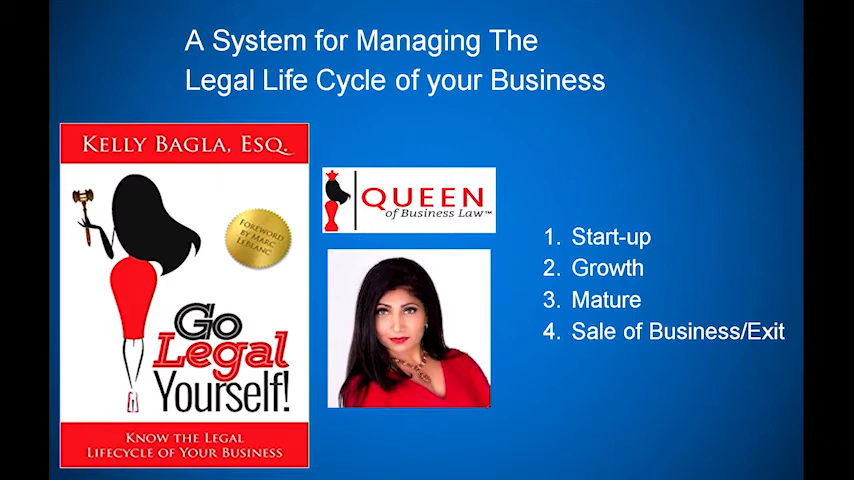 A System for Managing The
Legal Life Cycle of your Business
KELLY BAGLA, ESQ.
FOREWORD
BY MARC
LEBLANC
Go
Legal
Yourself!
KNOW THE LEGAL
LIFECYCLE OF YOUR BUSINESS
QUEEN
of Business Law™
1. Start-up
2. Growth
3. Mature
4. Sale of Business/Exit